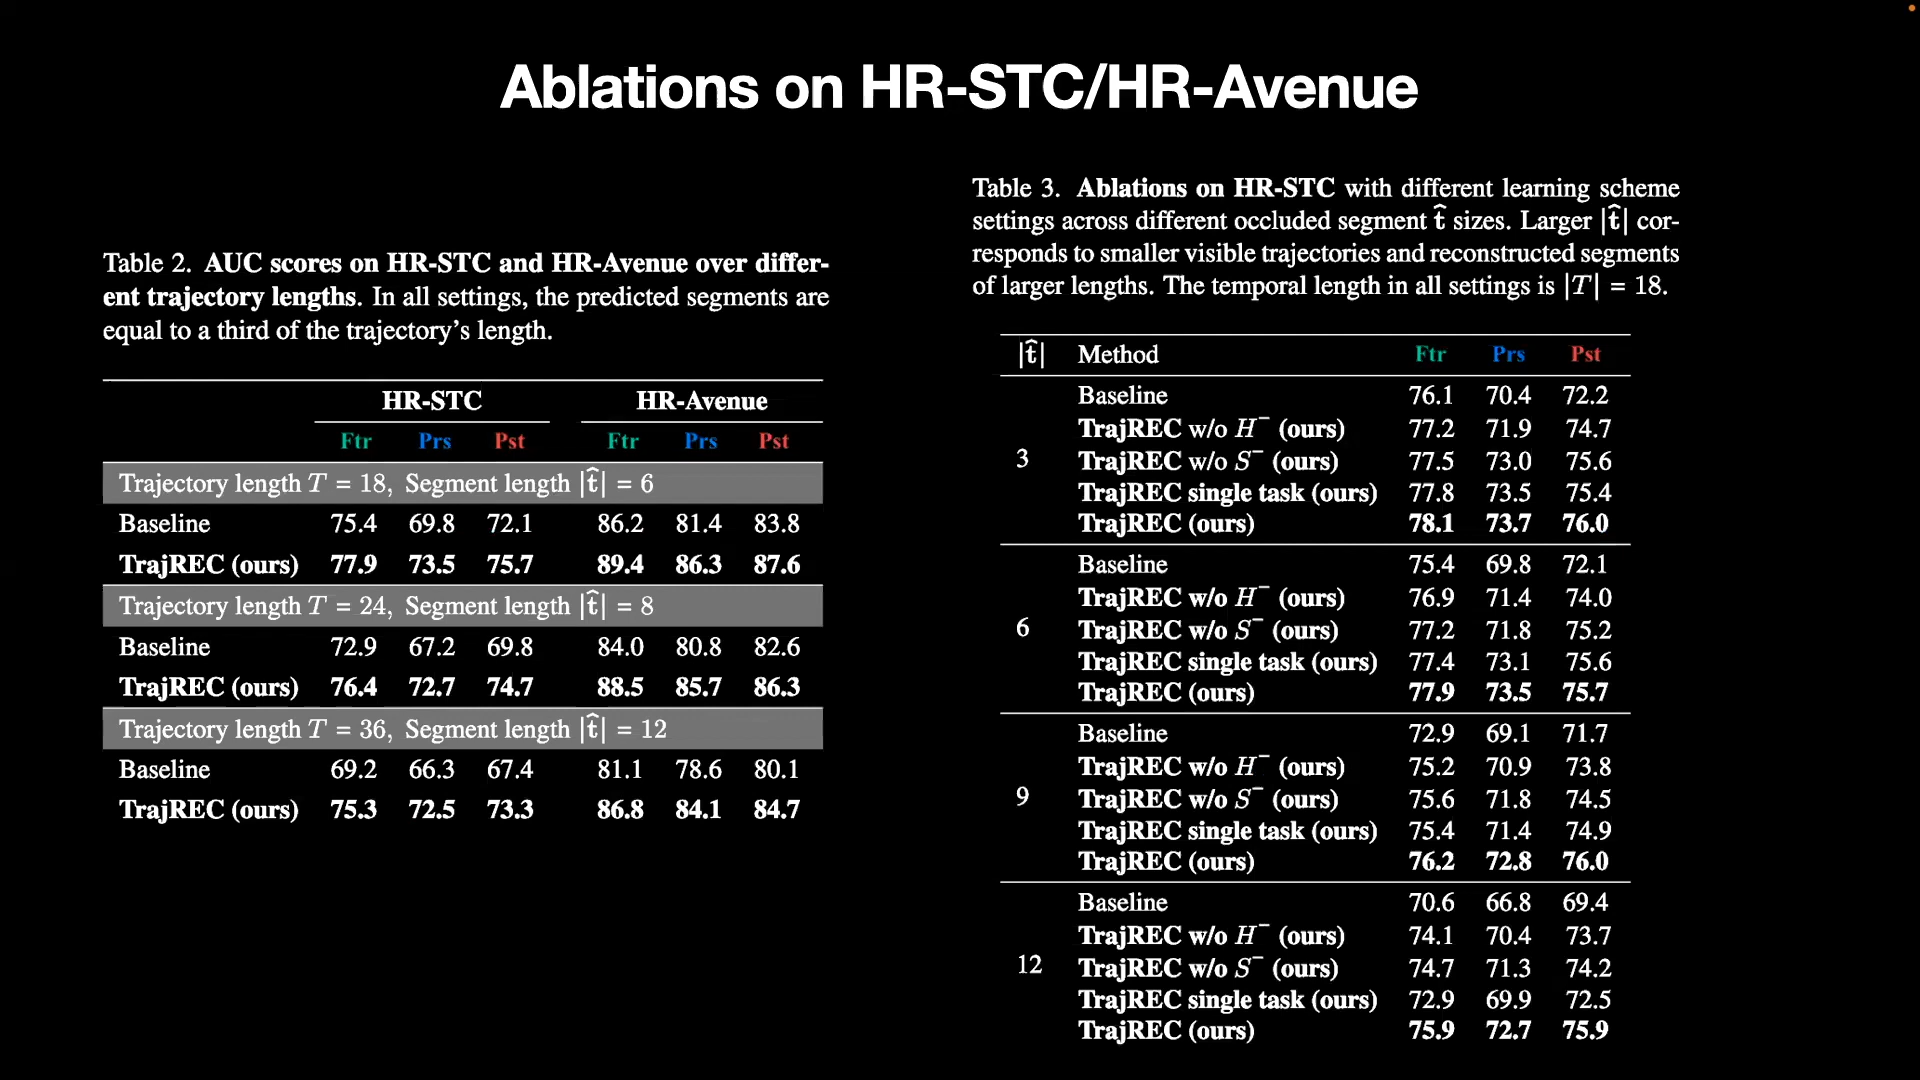 Ablations on HR-STC/HR-Avenue
Table 2. AUC scores on HR-STC and HR-Avenue over differ-
ent trajectory lengths. In all settings, the predicted segments are
equal to a third of the trajectory's length.
HR-STC HR-Avenue
Ftr Prs Pst Ftr Prs Pst
Trajectory length T = 18, Segment length |t̂| = 6
Baseline 75.4 69.8 72.1 86.2 81.4 83.8
TrajREC (ours) 77.9 73.5 75.7 89.4 86.3 87.6
Trajectory length T = 24, Segment length |t̂| = 8
Baseline 72.9 67.2 69.8 84.0 80.8 82.6
TrajREC (ours) 76.4 72.7 74.7 88.5 85.7 86.3
Trajectory length T = 36, Segment length |t̂| = 12
Baseline 69.2 66.3 67.4 81.1 78.6 80.1
TrajREC (ours) 75.3 72.5 73.3 86.8 84.1 84.7
Table 3. Ablations on HR-STC with different learning scheme
settings across different occluded segment t̂ sizes. Larger |t̂| cor-
responds to smaller visible trajectories and reconstructed segments
of larger lengths. The temporal length in all settings is |T| = 18.
|t̂| Method Ftr Prs Pst
Baseline 76.1 70.4 72.2
TrajREC w/o H⁻ (ours) 77.2 71.9 74.7
3 TrajREC w/o S⁻ (ours) 77.5 73.0 75.6
TrajREC single task (ours) 77.8 73.5 75.4
TrajREC (ours) 78.1 73.7 76.0
Baseline 75.4 69.8 72.1
TrajREC w/o H⁻ (ours) 76.9 71.4 74.0
6 TrajREC w/o S⁻ (ours) 77.2 71.8 75.2
TrajREC single task (ours) 77.4 73.1 75.6
TrajREC (ours) 77.9 73.5 75.7
Baseline 72.9 69.1 71.7
TrajREC w/o H⁻ (ours) 75.2 70.9 73.8
9 TrajREC w/o S⁻ (ours) 75.6 71.8 74.5
TrajREC single task (ours) 75.4 71.4 74.9
TrajREC (ours) 76.2 72.8 76.0
Baseline 70.6 66.8 69.4
TrajREC w/o H⁻ (ours) 74.1 70.4 73.7
12 TrajREC w/o S⁻ (ours) 74.7 71.3 74.2
TrajREC single task (ours) 72.9 69.9 72.5
TrajREC (ours) 75.9 72.7 75.9